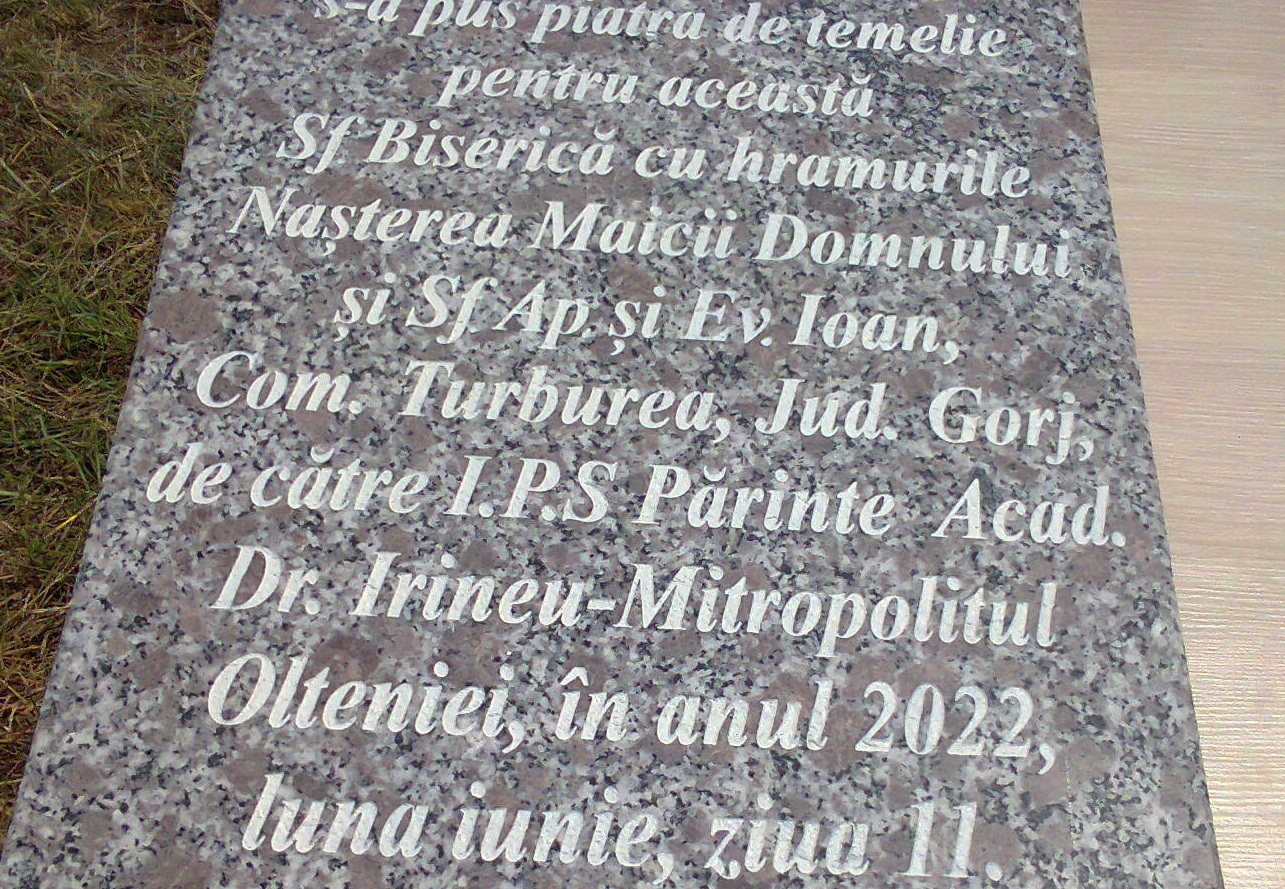 s-a pus piatra de temelie
pentru această
Sf Biserică cu hramurile
Nașterea Maicii Domnului
și Sf Ap. și Ev. Ioan,
Com. Turburea, Jud. Gorj,
de către I.P.S Părinte Acad.
Dr. Irineu-Mitropolitul
Olteniei, în anul 2022,
luna iunie, ziua 11.